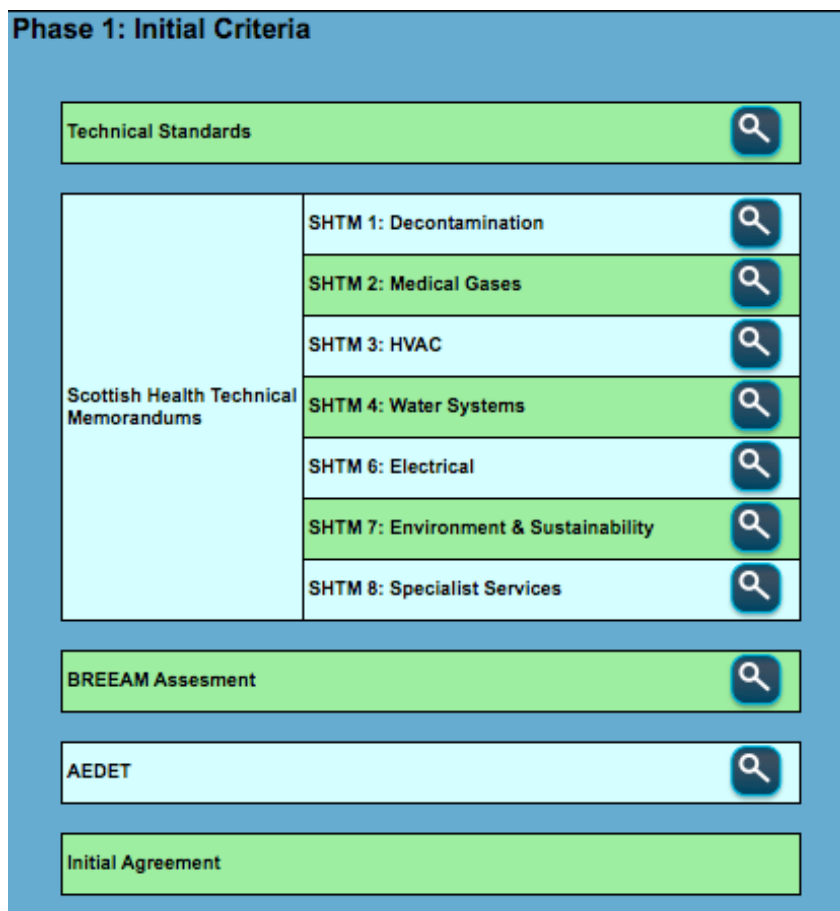 Phase 1: Initial Criteria
Technical Standards
Scottish Health Technical
Memorandums
SHTM 1: Decontamination
SHTM 2: Medical Gases
SHTM 3: HVAC
SHTM 4: Water Systems
SHTM 6: Electrical
SHTM 7: Environment & Sustainability
SHTM 8: Specialist Services
BREEAM Assesment
AEDET
Initial Agreement